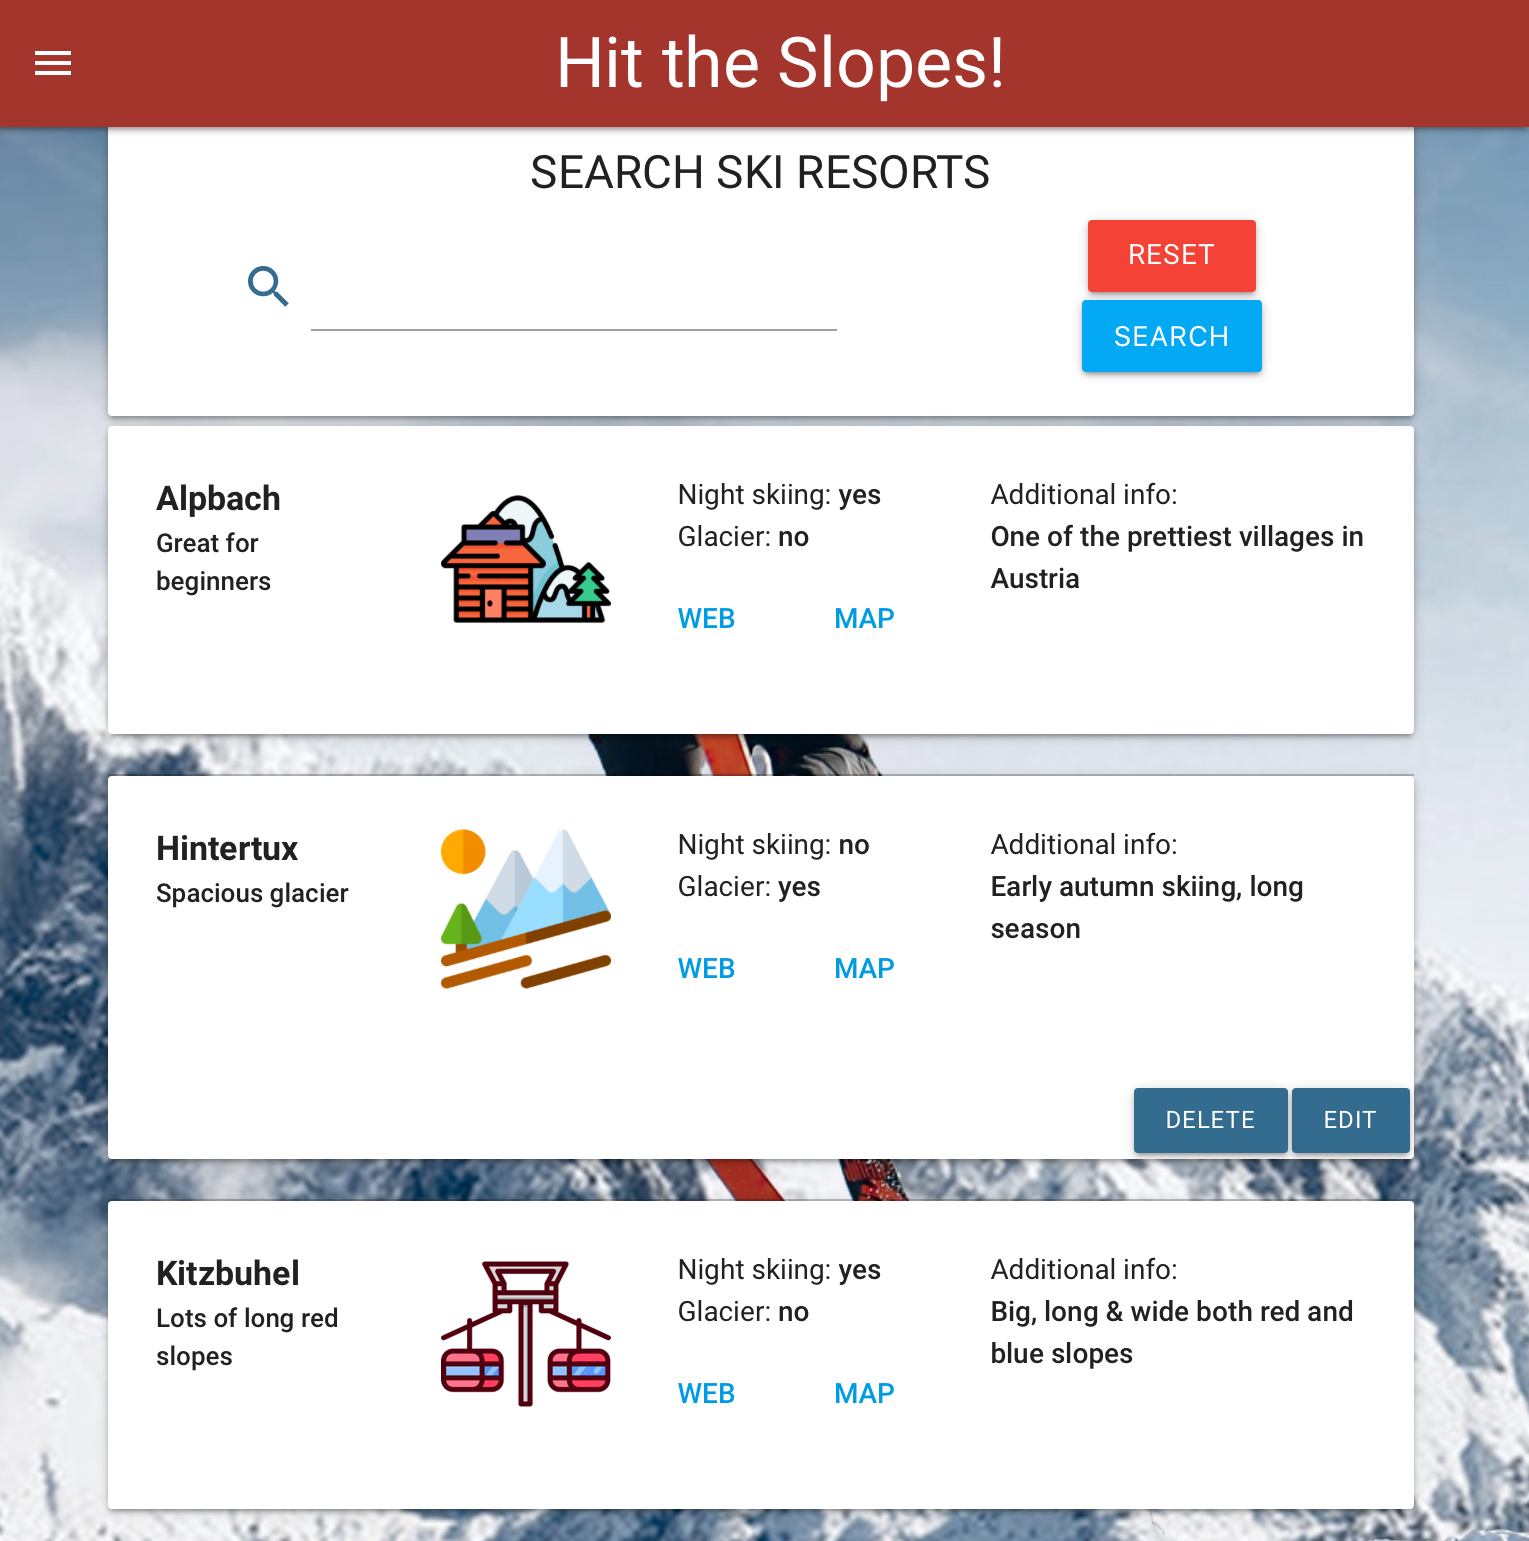 Hit the Slopes!
SEARCH SKI RESORTS
RESET
SEARCH
Alpbach
Great for
beginners
Night skiing: yes
Glacier: no
WEB MAP
Additional info:
One of the prettiest villages in
Austria
Hintertux
Spacious glacier
Night skiing: no
Glacier: yes
WEB MAP
Additional info:
Early autumn skiing, long
season
DELETE EDIT
Kitzbuhel
Lots of long red
slopes
Night skiing: yes
Glacier: no
WEB MAP
Additional info:
Big, long & wide both red and
blue slopes